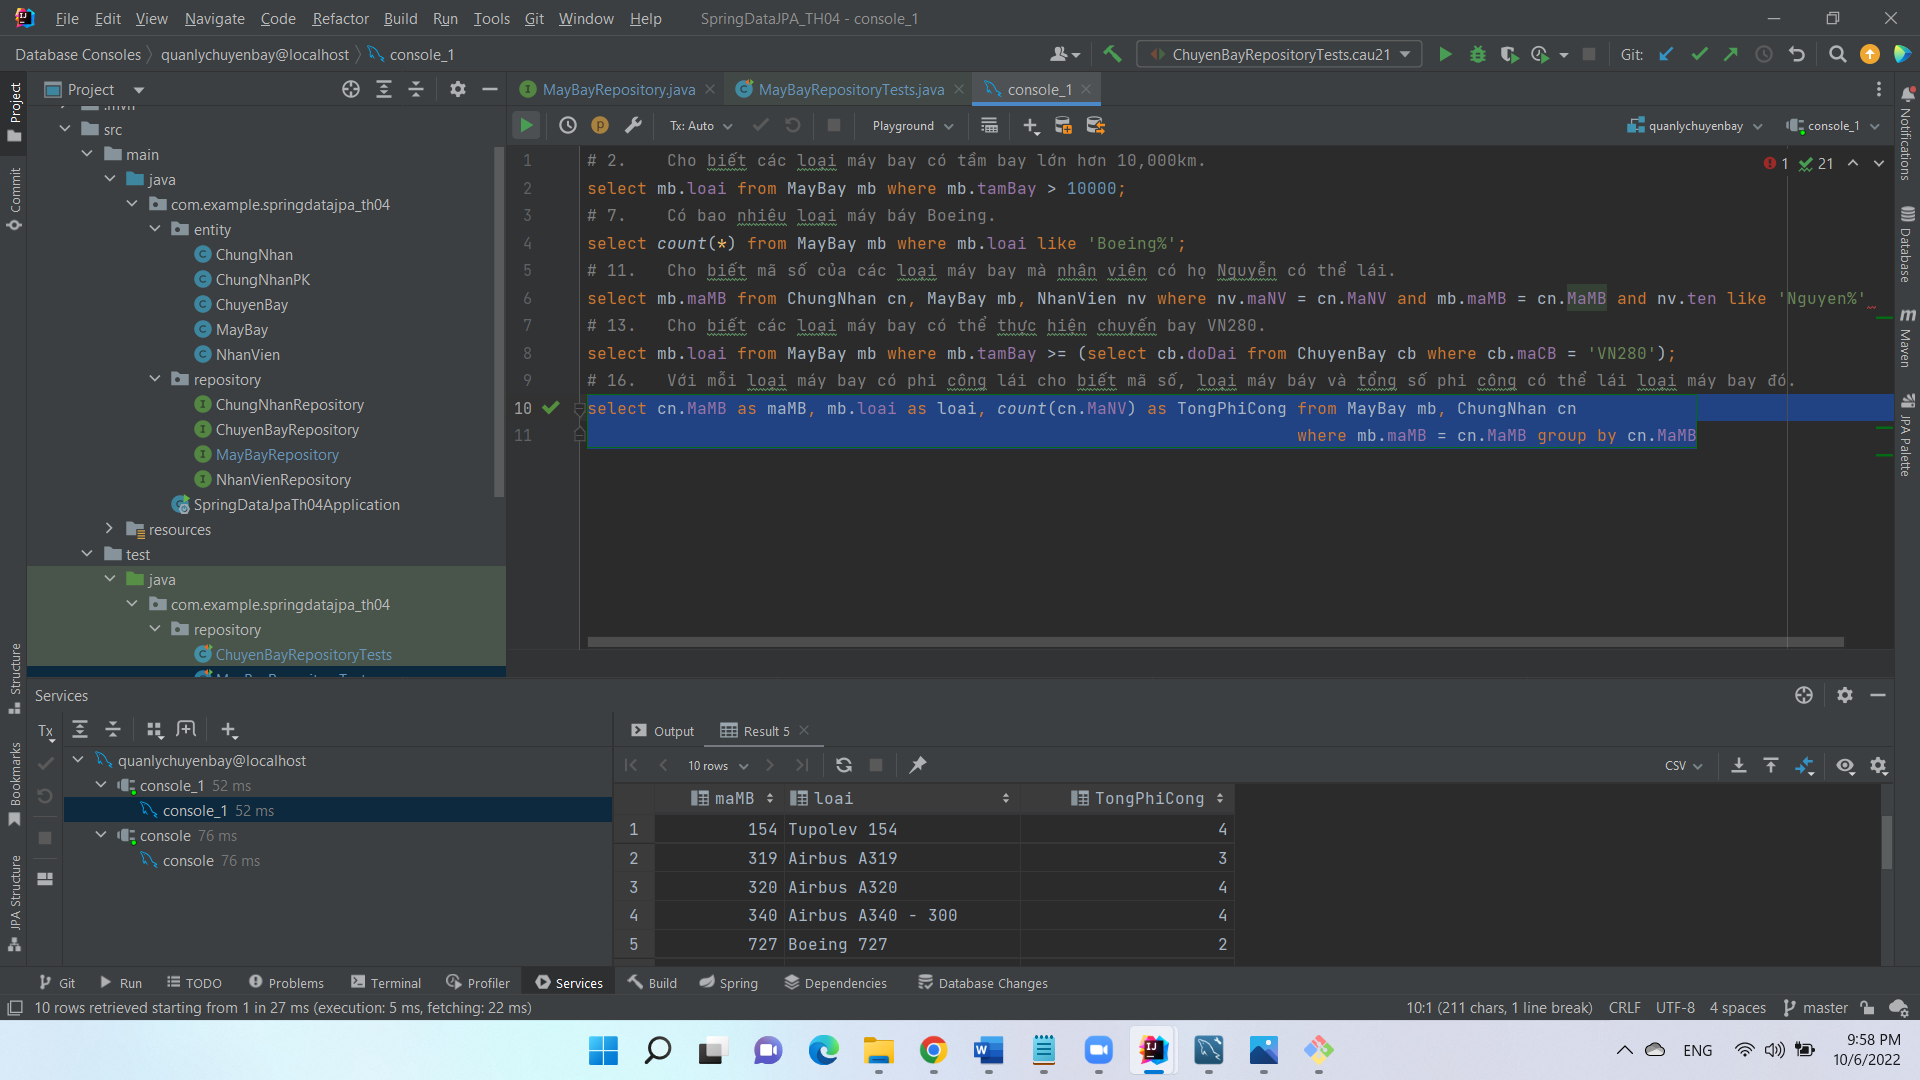 File Edit View Navigate Code Refactor Build Run Tools Git Window Help SpringDataJPA_TH04 - console_1
Database Consoles quanlychuyenbay@localhost console_1 ChuyenBayRepositoryTests.cau21 Git:
Project MayBayRepository.java MayBayRepositoryTests.java console_1
Tx: Auto Playground quanlychuyenbay console_1
src
main
java
com.example.springdatajpa_th04
entity
ChungNhan
ChungNhanPK
ChuyenBay
MayBay
NhanVien
repository
ChungNhanRepository
ChuyenBayRepository
MayBayRepository
NhanVienRepository
SpringDataJpaTh04Application
resources
test
java
com.example.springdatajpa_th04
repository
ChuyenBayRepositoryTests
1 # 2. Cho biết các loại máy bay có tầm bay lớn hơn 10,000km.
2 select mb.loai from MayBay mb where mb.tamBay > 10000;
3 # 7. Có bao nhiêu loại máy báy Boeing.
4 select count(*) from MayBay mb where mb.loai like 'Boeing%';
5 # 11. Cho biết mã số của các loại máy bay mà nhân viên có họ Nguyễn có thể lái.
6 select mb.maMB from ChungNhan cn, MayBay mb, NhanVien nv where nv.maNV = cn.MaNV and mb.maMB = cn.MaMB and nv.ten like 'Nguyen%'
7 # 13. Cho biết các loại máy bay có thể thực hiện chuyến bay VN280.
8 select mb.loai from MayBay mb where mb.tamBay >= (select cb.doDai from ChuyenBay cb where cb.maCB = 'VN280');
9 # 16. Với mỗi loại máy bay có phi công lái cho biết mã số, loại máy báy và tổng số phi công có thể lái loại máy bay đó.
10 select cn.MaMB as maMB, mb.loai as loai, count(cn.MaNV) as TongPhiCong from MayBay mb, ChungNhan cn
11 where mb.maMB = cn.MaMB group by cn.MaMB
1 21
Project
Commit
Structure
Bookmarks
JPA Structure
Notifications
Database
Maven
JPA Palette
Services
Tx
quanlychuyenbay@localhost
console_1 52 ms
console_1 52 ms
console 76 ms
console 76 ms
Output Result 5
10 rows CSV
maMB loai TongPhiCong
1 154 Tupolev 154 4
2 319 Airbus A319 3
3 320 Airbus A320 4
4 340 Airbus A340 - 300 4
5 727 Boeing 727 2
Git Run TODO Problems Terminal Profiler Services Build Spring Dependencies Database Changes
10 rows retrieved starting from 1 in 27 ms (execution: 5 ms, fetching: 22 ms) 10:1 (211 chars, 1 line break) CRLF UTF-8 4 spaces master
ENG 9:58 PM
10/6/2022